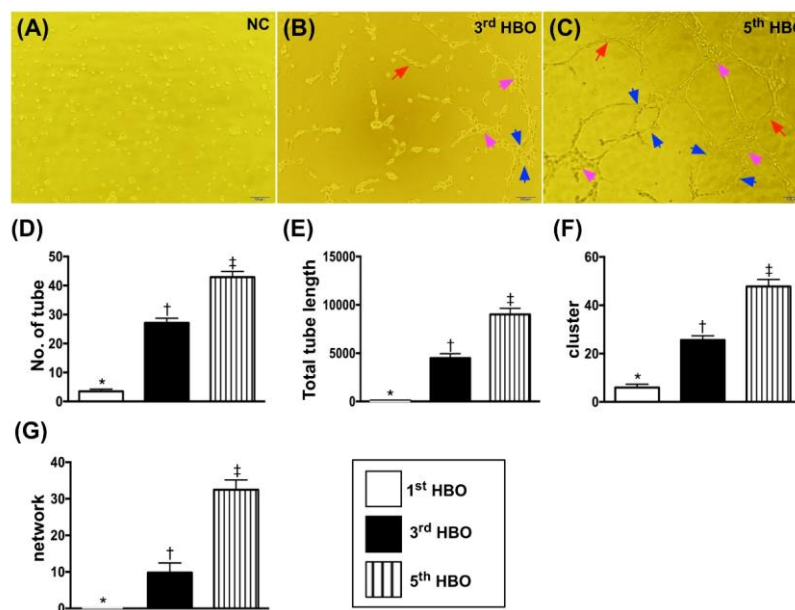 (A) NC
(B) 3rd HBO
(C) 5th HBO
(D)
No. of tube
50
40
30
20
10
0
*
†
‡
(E)
Total tube length
15000
10000
5000
0
*
†
‡
(F)
cluster
60
40
20
0
*
†
‡
(G)
network
40
30
20
10
0
*
†
‡
1st HBO
3rd HBO
5th HBO